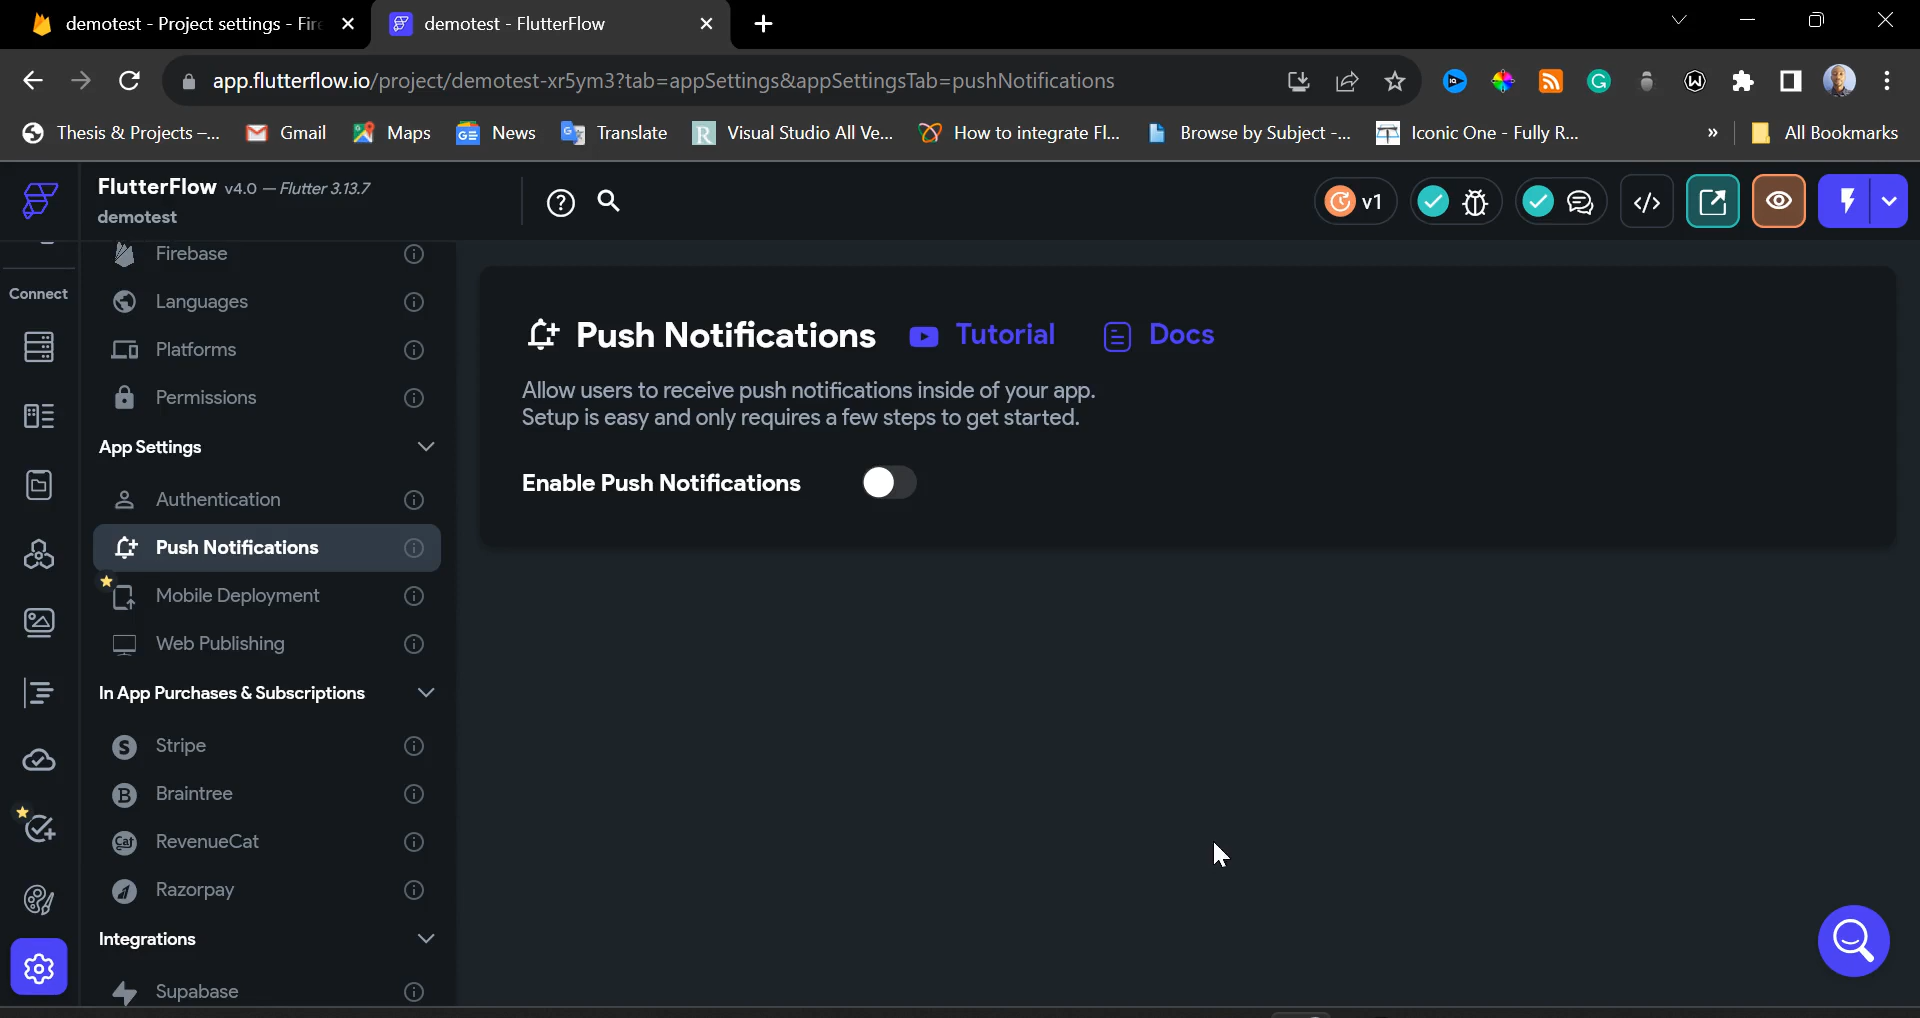 demotest - Project settings - Fire
demotest - FlutterFlow
app.flutterflow.io/project/demotest-xr5ym3?tab=appSettings&appSettingsTab=pushNotifications
Thesis & Projects –...
Gmail
Maps
News
Translate
Visual Studio All Ve...
How to integrate Fl...
Browse by Subject -...
Iconic One - Fully R...
»
All Bookmarks
FlutterFlow v4.0 — Flutter 3.13.7
demotest
v1
Connect
Firebase
Languages
Platforms
Permissions
App Settings
Authentication
Push Notifications
Mobile Deployment
Web Publishing
In App Purchases & Subscriptions
Stripe
Braintree
RevenueCat
Razorpay
Integrations
Supabase
Push Notifications
Tutorial
Docs
Allow users to receive push notifications inside of your app.
Setup is easy and only requires a few steps to get started.
Enable Push Notifications